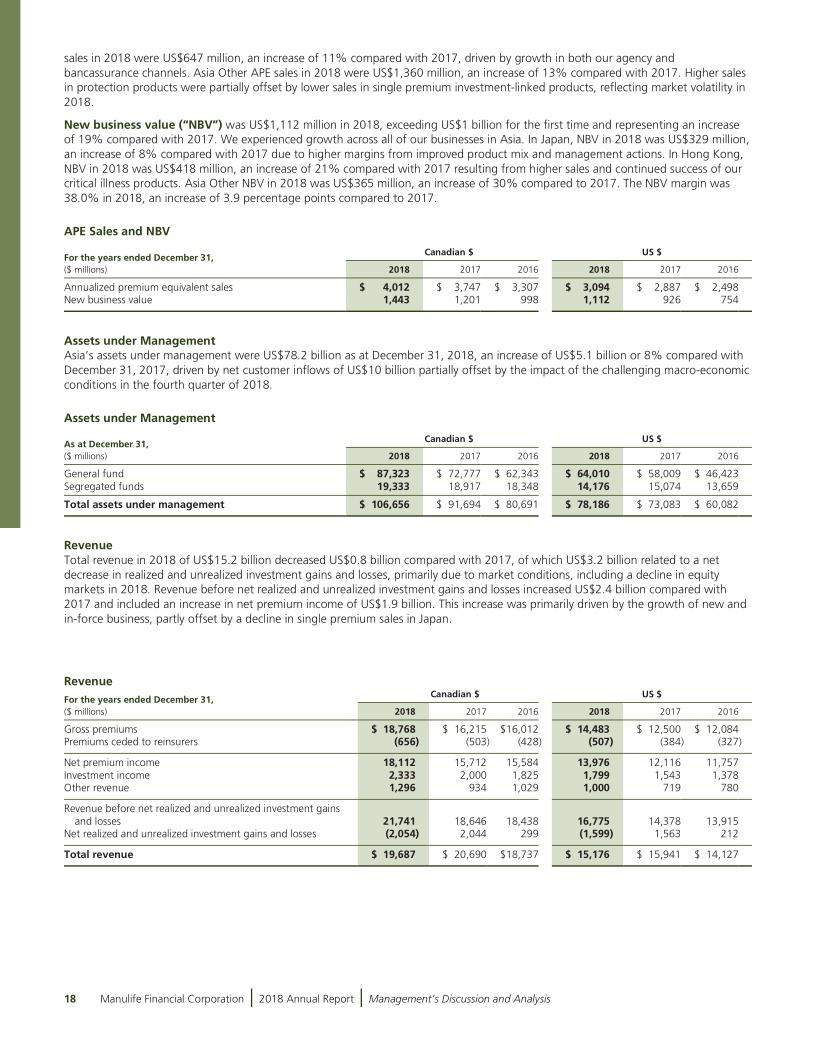 sales in 2018 were US$647 million, an increase of 11% compared with 2017, driven by growth in both our agency and
bancassurance channels. Asia Other APE sales in 2018 were US$1,360 million, an increase of 13% compared with 2017. Higher sales
in protection products were partially offset by lower sales in single premium investment-linked products, reflecting market volatility in
2018.
New business value (“NBV”) was US$1,112 million in 2018, exceeding US$1 billion for the first time and representing an increase
of 19% compared with 2017. We experienced growth across all of our businesses in Asia. In Japan, NBV in 2018 was US$329 million,
an increase of 8% compared with 2017 due to higher margins from improved product mix and management actions. In Hong Kong,
NBV in 2018 was US$418 million, an increase of 21% compared with 2017 resulting from higher sales and continued success of our
critical illness products. Asia Other NBV in 2018 was US$365 million, an increase of 30% compared to 2017. The NBV margin was
38.0% in 2018, an increase of 3.9 percentage points compared to 2017.
APE Sales and NBV
Canadian $ US $
For the years ended December 31,
($ millions) 2018 2017 2016 2018 2017 2016
Annualized premium equivalent sales $ 4,012 $ 3,747 $ 3,307 $ 3,094 $ 2,887 $ 2,498
New business value 1,443 1,201 998 1,112 926 754
Assets under Management
Asia’s assets under management were US$78.2 billion as at December 31, 2018, an increase of US$5.1 billion or 8% compared with
December 31, 2017, driven by net customer inflows of US$10 billion partially offset by the impact of the challenging macro-economic
conditions in the fourth quarter of 2018.
Assets under Management
Canadian $ US $
As at December 31,
($ millions) 2018 2017 2016 2018 2017 2016
General fund $ 87,323 $ 72,777 $ 62,343 $ 64,010 $ 58,009 $ 46,423
Segregated funds 19,333 18,917 18,348 14,176 15,074 13,659
Total assets under management $ 106,656 $ 91,694 $ 80,691 $ 78,186 $ 73,083 $ 60,082
Revenue
Total revenue in 2018 of US$15.2 billion decreased US$0.8 billion compared with 2017, of which US$3.2 billion related to a net
decrease in realized and unrealized investment gains and losses, primarily due to market conditions, including a decline in equity
markets in 2018. Revenue before net realized and unrealized investment gains and losses increased US$2.4 billion compared with
2017 and included an increase in net premium income of US$1.9 billion. This increase was primarily driven by the growth of new and
in-force business, partly offset by a decline in single premium sales in Japan.
Revenue
Canadian $ US $
For the years ended December 31,
($ millions) 2018 2017 2016 2018 2017 2016
Gross premiums $ 18,768 $ 16,215 $16,012 $ 14,483 $ 12,500 $ 12,084
Premiums ceded to reinsurers (656) (503) (428) (507) (384) (327)
Net premium income 18,112 15,712 15,584 13,976 12,116 11,757
Investment income 2,333 2,000 1,825 1,799 1,543 1,378
Other revenue 1,296 934 1,029 1,000 719 780
Revenue before net realized and unrealized investment gains
and losses 21,741 18,646 18,438 16,775 14,378 13,915
Net realized and unrealized investment gains and losses (2,054) 2,044 299 (1,599) 1,563 212
Total revenue $ 19,687 $ 20,690 $18,737 $ 15,176 $ 15,941 $ 14,127
18 Manulife Financial Corporation | 2018 Annual Report | Management’s Discussion and Analysis